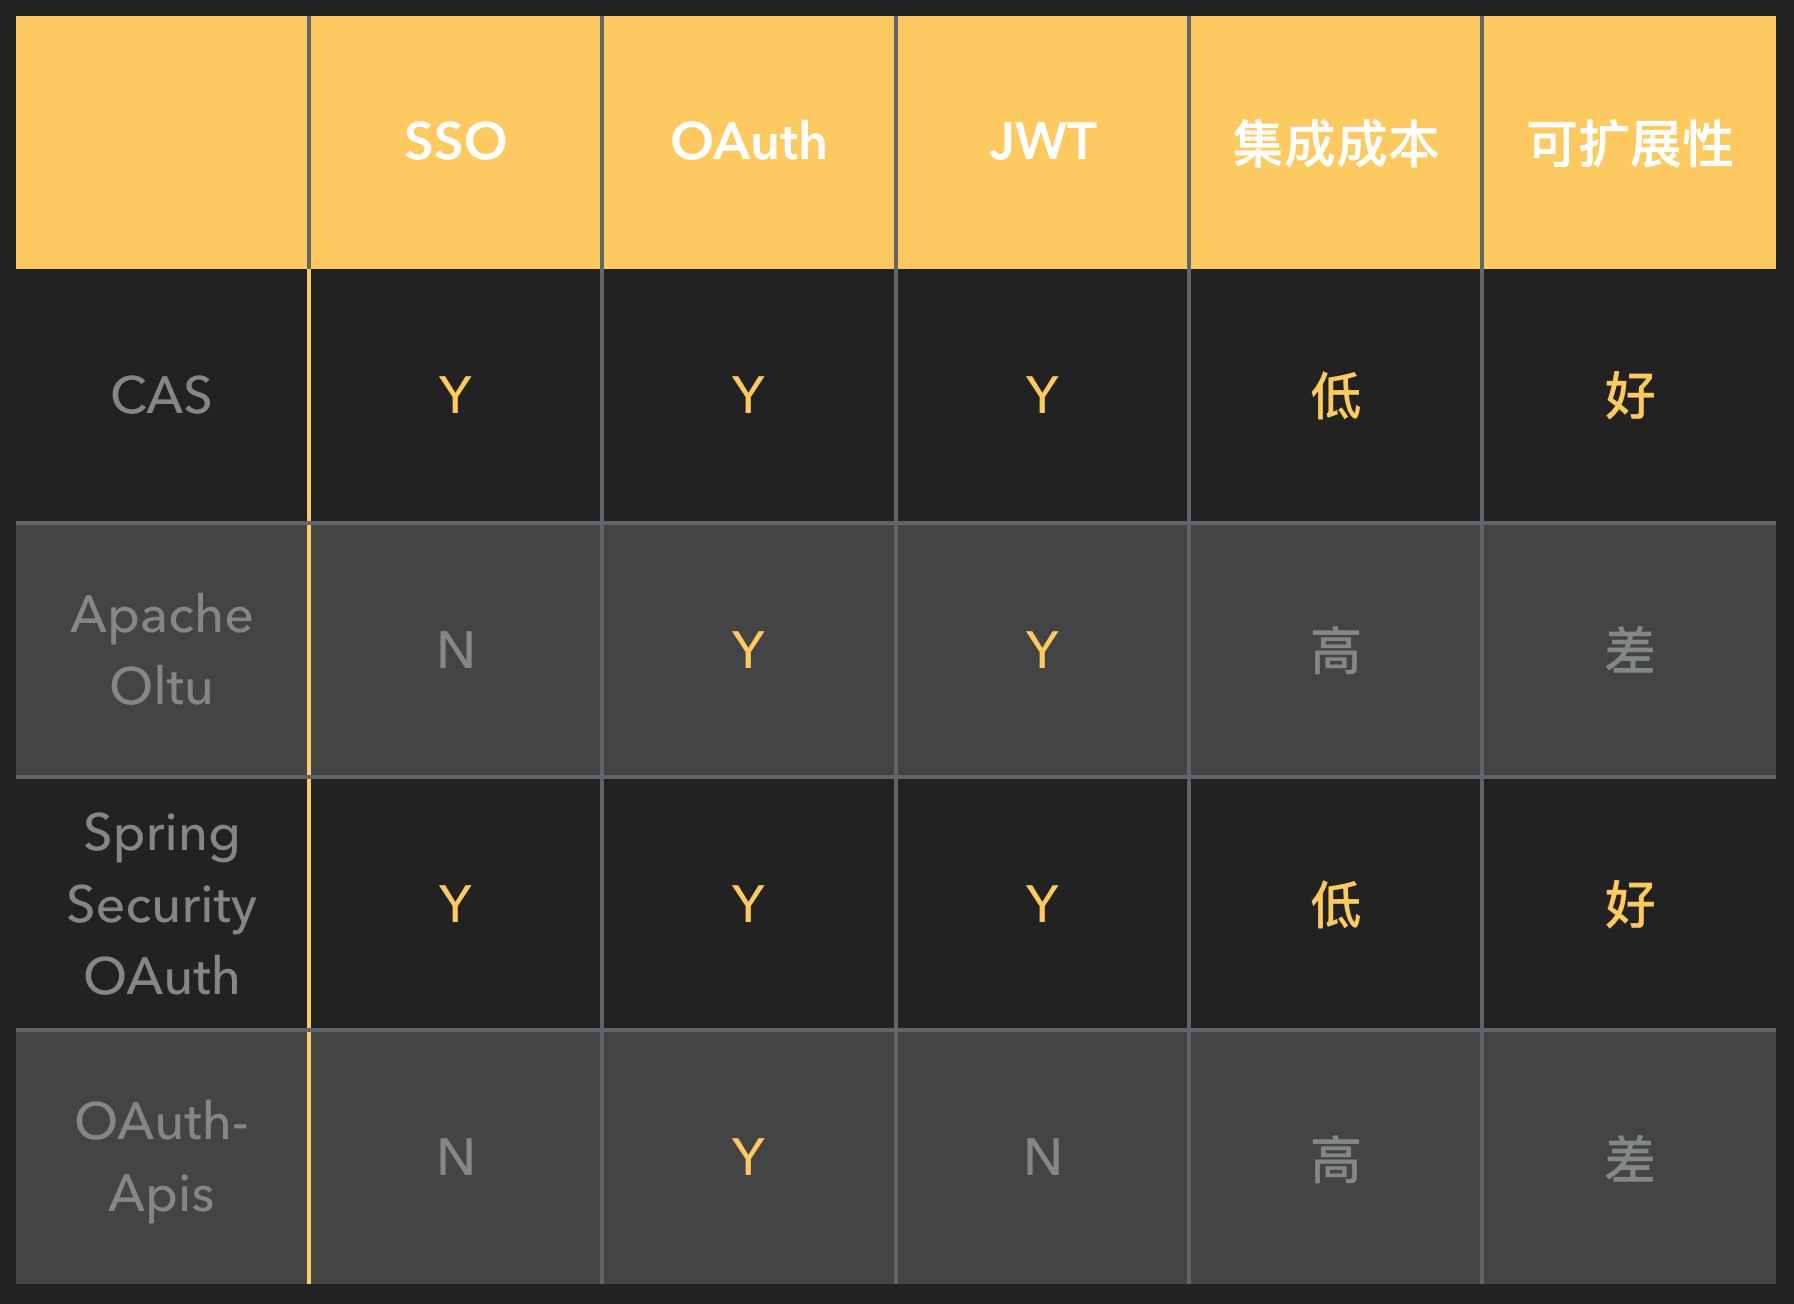 SSO OAuth JWT 集成成本 可扩展性
CAS Y Y Y 低 好
Apache
Oltu N Y Y 高 差
Spring
Security Y Y Y 低 好
OAuth
OAuth-
Apis N Y N 高 差